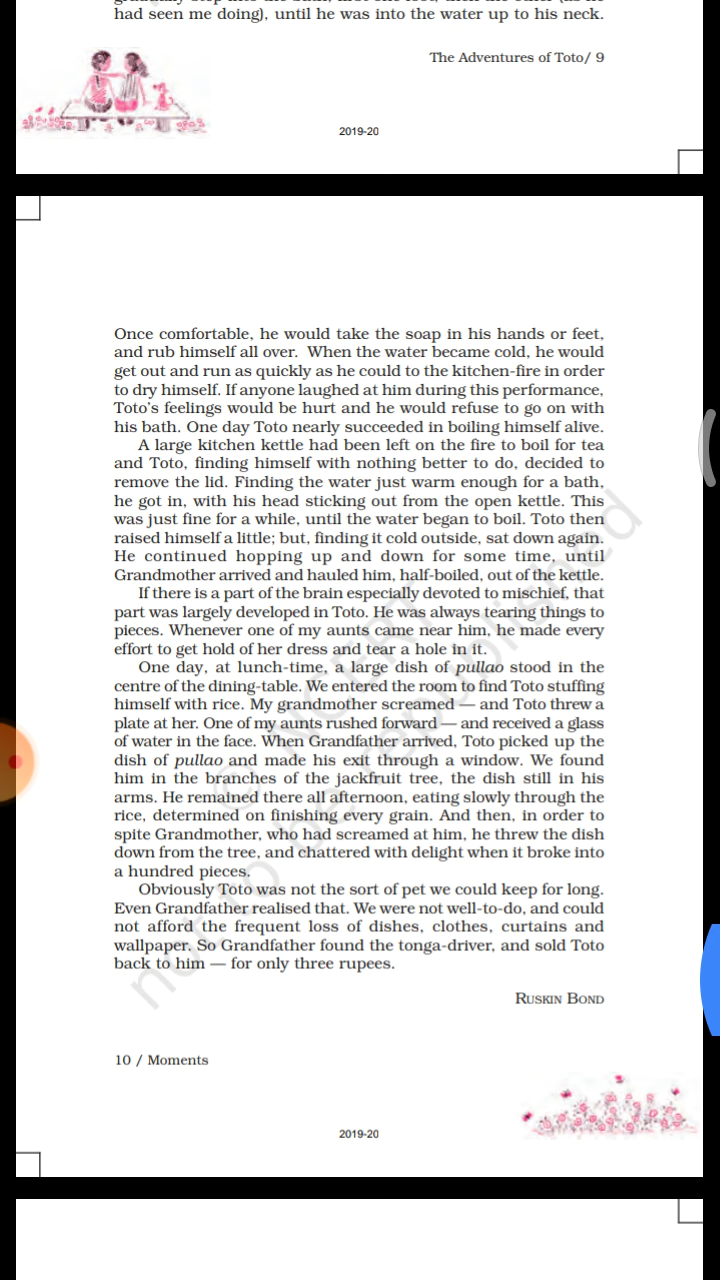 had seen me doing), until he was into the water up to his neck.
The Adventures of Toto/ 9
2019-20
Once comfortable, he would take the soap in his hands or feet,
and rub himself all over. When the water became cold, he would
get out and run as quickly as he could to the kitchen-fire in order
to dry himself. If anyone laughed at him during this performance,
Toto's feelings would be hurt and he would refuse to go on with
his bath. One day Toto nearly succeeded in boiling himself alive.
A large kitchen kettle had been left on the fire to boil for tea
and Toto, finding himself with nothing better to do, decided to
remove the lid. Finding the water just warm enough for a bath,
he got in, with his head sticking out from the open kettle. This
was just fine for a while, until the water began to boil. Toto then
raised himself a little; but, finding it cold outside, sat down again.
He continued hopping up and down for some time, until
Grandmother arrived and hauled him, half-boiled, out of the kettle.
If there is a part of the brain especially devoted to mischief, that
part was largely developed in Toto. He was always tearing things to
pieces. Whenever one of my aunts came near him, he made every
effort to get hold of her dress and tear a hole in it.
One day, at lunch-time, a large dish of pullao stood in the
centre of the dining-table. We entered the room to find Toto stuffing
himself with rice. My grandmother screamed — and Toto threw a
plate at her. One of my aunts rushed forward — and received a glass
of water in the face. When Grandfather arrived, Toto picked up the
dish of pullao and made his exit through a window. We found
him in the branches of the jackfruit tree, the dish still in his
arms. He remained there all afternoon, eating slowly through the
rice, determined on finishing every grain. And then, in order to
spite Grandmother, who had screamed at him, he threw the dish
down from the tree, and chattered with delight when it broke into
a hundred pieces.
Obviously Toto was not the sort of pet we could keep for long.
Even Grandfather realised that. We were not well-to-do, and could
not afford the frequent loss of dishes, clothes, curtains and
wallpaper. So Grandfather found the tonga-driver, and sold Toto
back to him — for only three rupees.
RUSKIN BOND
10 / Moments
2019-20
© NCERT
not to be republished